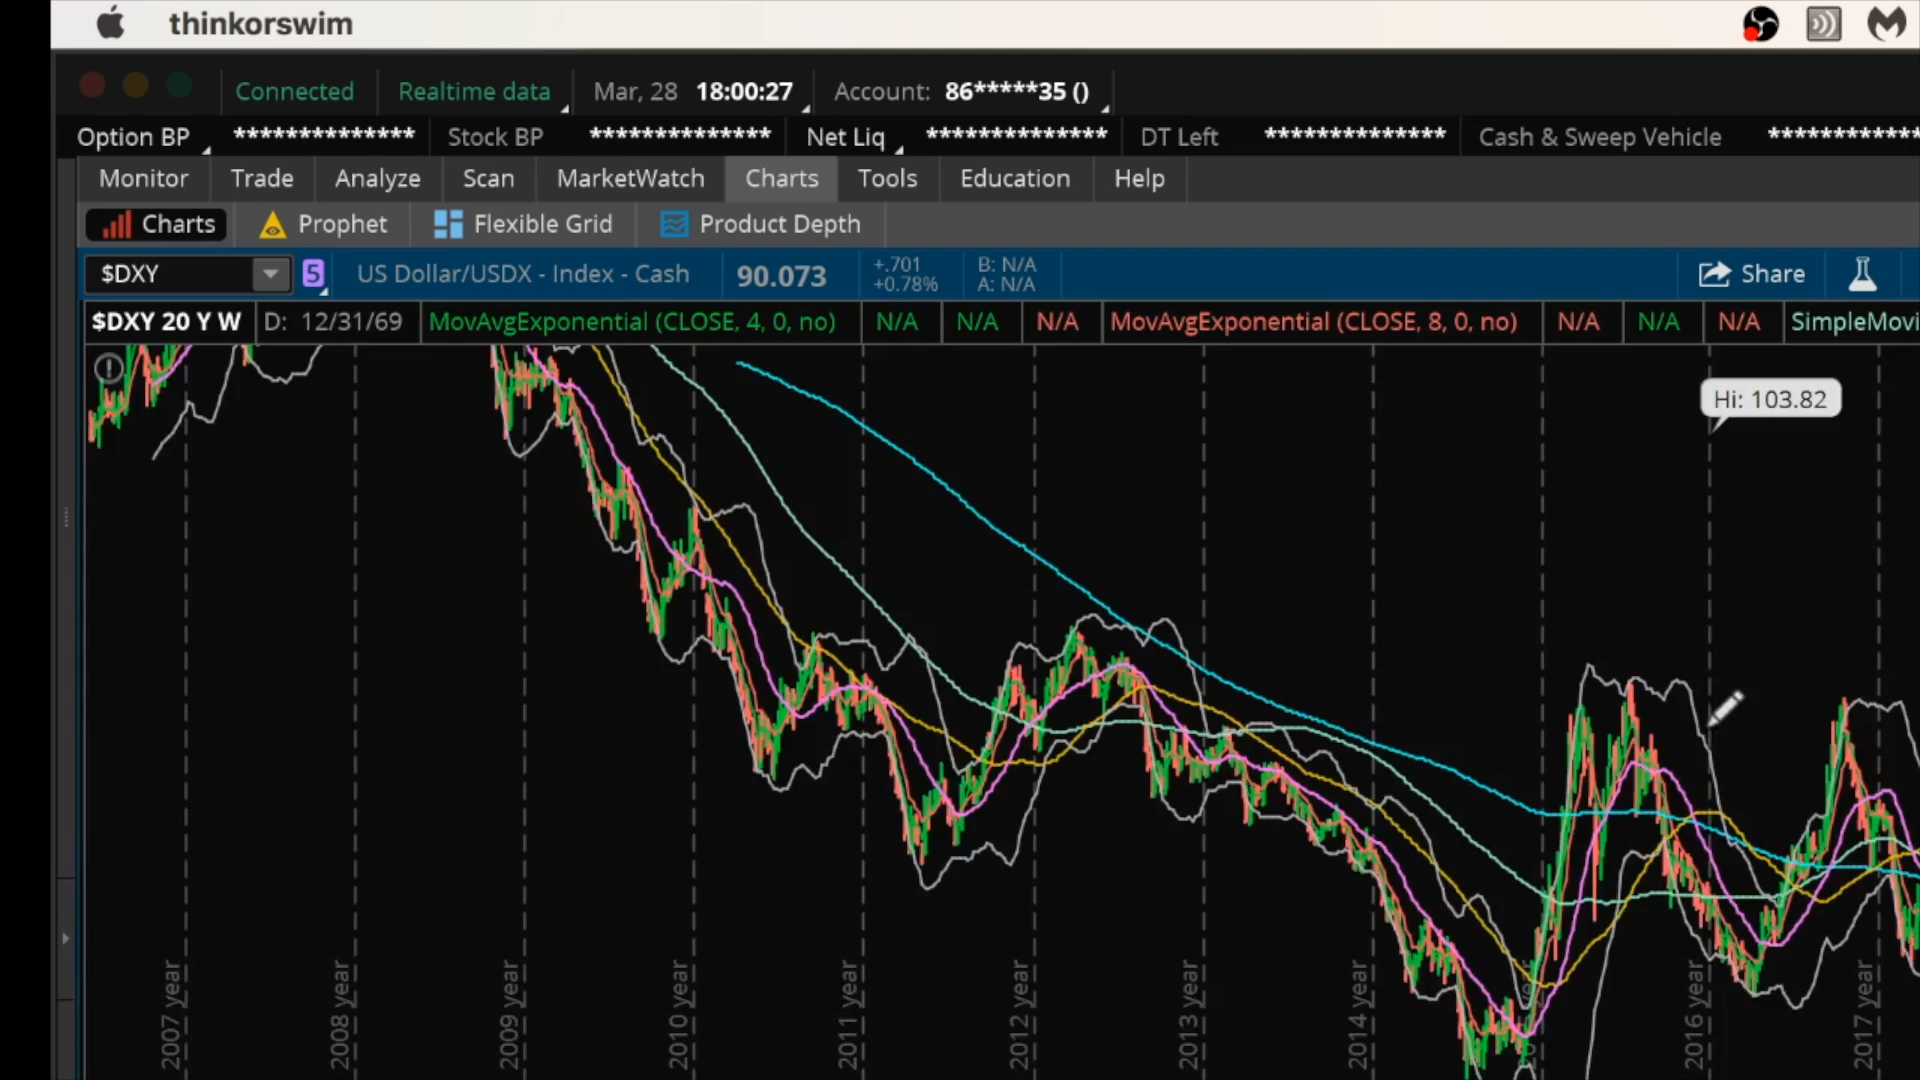 thinkorswim
Connected Realtime data Mar, 28 18:00:27 Account: 86*****35 ()
Option BP ************** Stock BP ************** Net Liq ************** DT Left ************** Cash & Sweep Vehicle ************
Monitor Trade Analyze Scan MarketWatch Charts Tools Education Help
Charts Prophet Flexible Grid Product Depth
$DXY 5 US Dollar/USDX - Index - Cash 90.073 +.701 B: N/A Share
+0.78% A: N/A
$DXY 20 Y W D: 12/31/69 MovAvgExponential (CLOSE, 4, 0, no) N/A N/A N/A MovAvgExponential (CLOSE, 8, 0, no) N/A N/A N/A SimpleMovi
Hi: 103.82
2007 year
2008 year
2009 year
2010 year
2011 year
2012 year
2013 year
2014 year
2016 year
2017 year